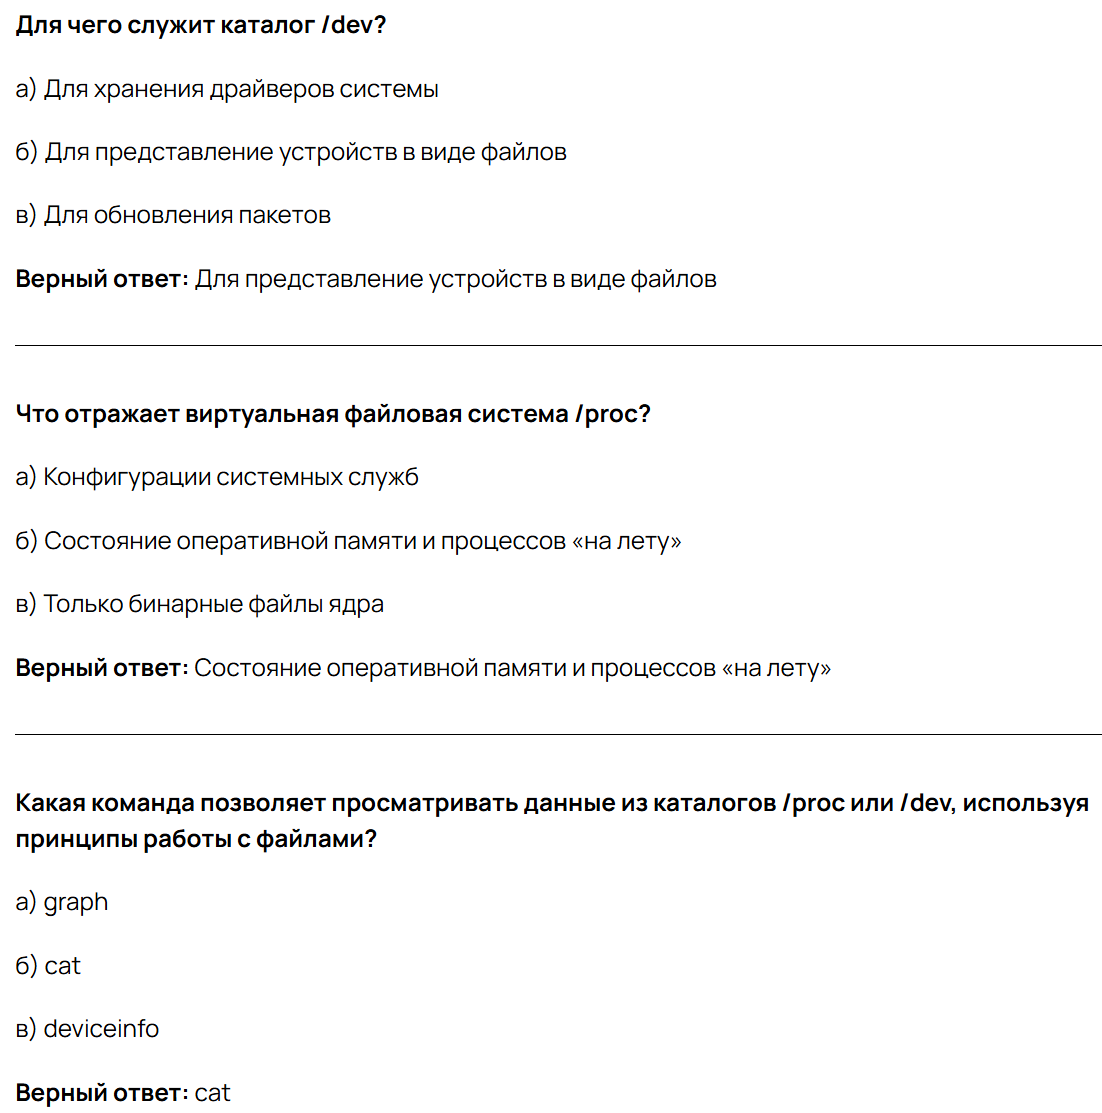 Для чего служит каталог /dev?
а) Для хранения драйверов системы
б) Для представление устройств в виде файлов
в) Для обновления пакетов
Верный ответ: Для представление устройств в виде файлов
Что отражает виртуальная файловая система /proc?
а) Конфигурации системных служб
б) Состояние оперативной памяти и процессов «на лету»
в) Только бинарные файлы ядра
Верный ответ: Состояние оперативной памяти и процессов «на лету»
Какая команда позволяет просматривать данные из каталогов /proc или /dev, используя
принципы работы с файлами?
а) graph
б) cat
в) deviceinfo
Верный ответ: cat